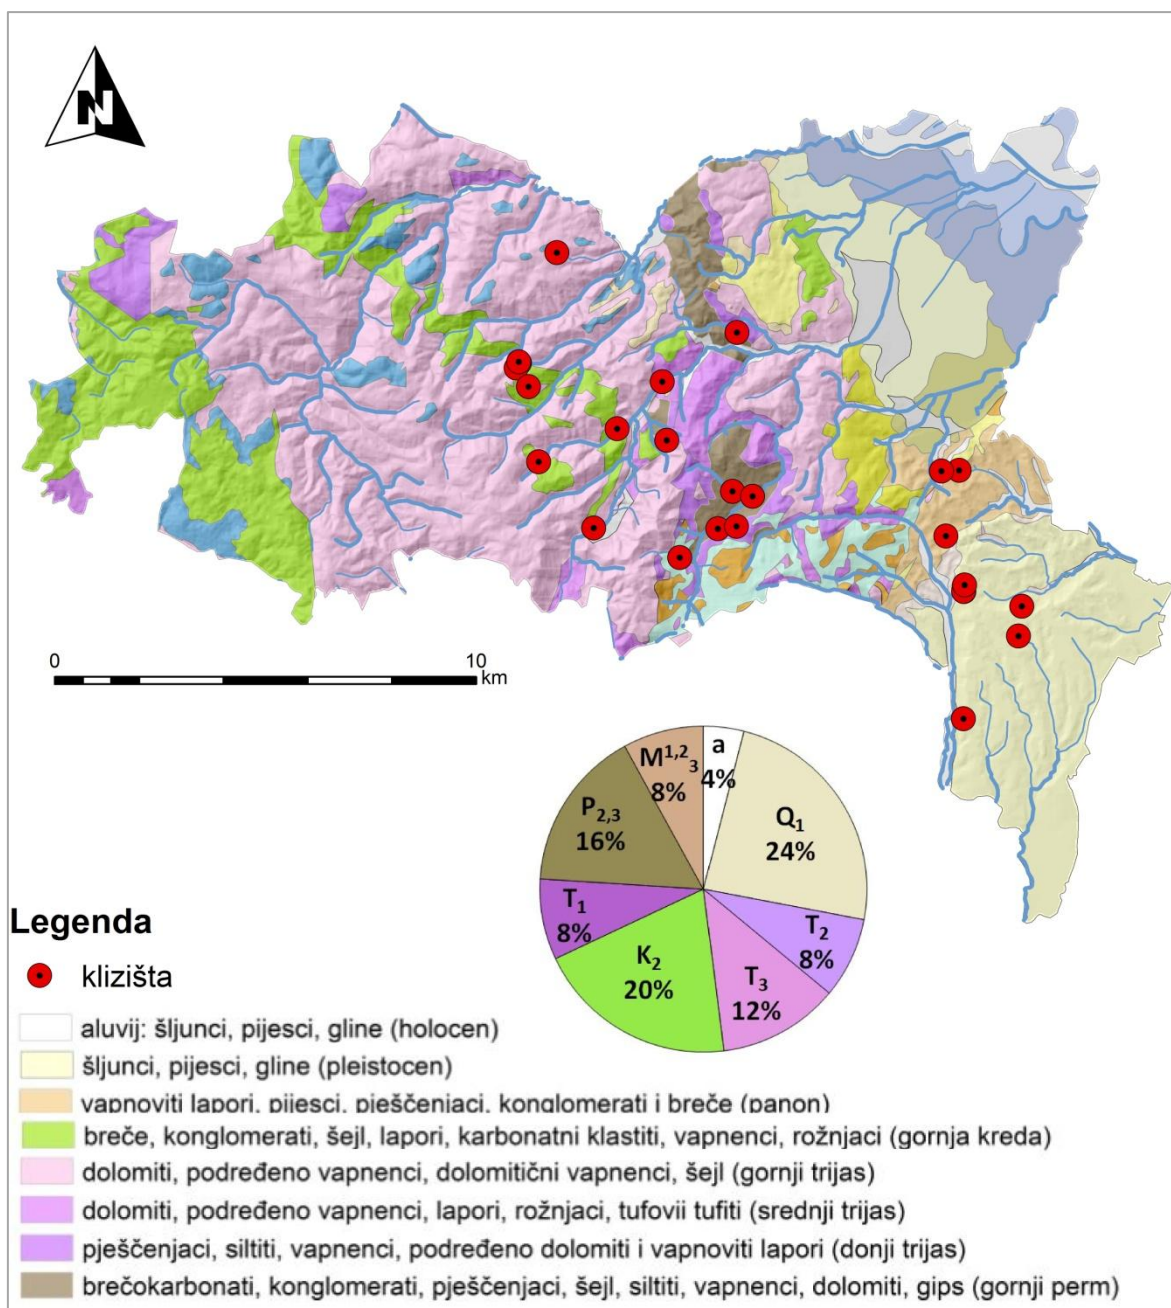 N
0 10
km
a
4%
Q₁
24%
T₂
8%
T₃
12%
K₂
20%
T₁
8%
P₂,₃
16%
M¹,²₃
8%
Legenda
klizišta
aluvij: šljunci, pijesci, gline (holocen)
šljunci, pijesci, gline (pleistocen)
vapnoviti lapori, pijesci, pješčenjaci, konglomerati i breče (panon)
breče, konglomerati, šejl, lapori, karbonatni klastiti, vapnenci, rožnjaci (gornja kreda)
dolomiti, podređeno vapnenci, dolomitični vapnenci, šejl (gornji trijas)
dolomiti, podređeno vapnenci, lapori, rožnjaci, tufovii tufiti (srednji trijas)
pješčenjaci, siltiti, vapnenci, podređeno dolomiti i vapnoviti lapori (donji trijas)
brečokarbonati, konglomerati, pješčenjaci, šejl, siltiti, vapnenci, dolomiti, gips (gornji perm)